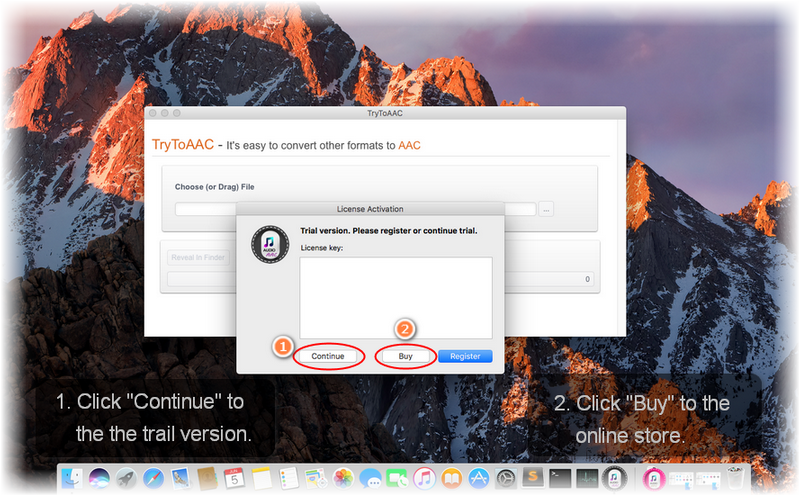 TryToAAC
TryToAAC - It's easy to convert other formats to AAC
Choose (or Drag) File
...
License Activation
Trial version. Please register or continue trial.
License key:
AUDIO
AAC
Reveal In Finder
0
1
2
Continue
Buy
Register
1. Click "Continue" to
the the trail version.
2. Click "Buy" to the
online store.
JUN
5
S